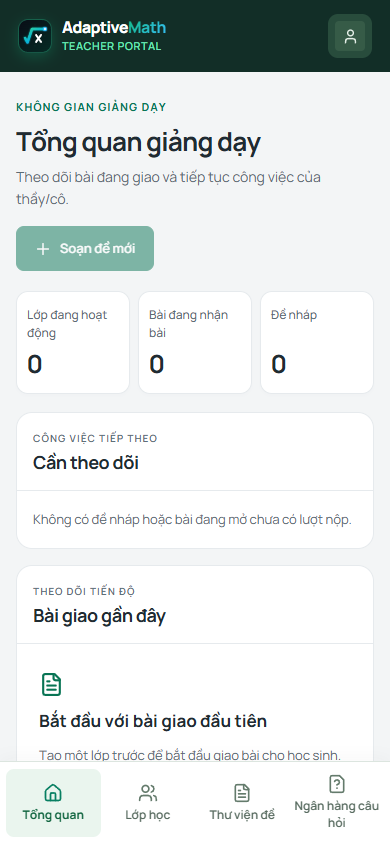 AdaptiveMath
TEACHER PORTAL
KHÔNG GIAN GIẢNG DẠY
Tổng quan giảng dạy
Theo dõi bài đang giao và tiếp tục công việc của
thầy/cô.
Soạn đề mới
Lớp đang hoạt
động
0
Bài đang nhận
bài
0
Đề nháp
0
CÔNG VIỆC TIẾP THEO
Cần theo dõi
Không có đề nháp hoặc bài đang mở chưa có lượt nộp.
THEO DÕI TIẾN ĐỘ
Bài giao gần đây
Bắt đầu với bài giao đầu tiên
Tạo một lớp trước để bắt đầu giao bài cho học sinh.
Tổng quan
Lớp học
Thư viện đề
Ngân hàng câu
hỏi